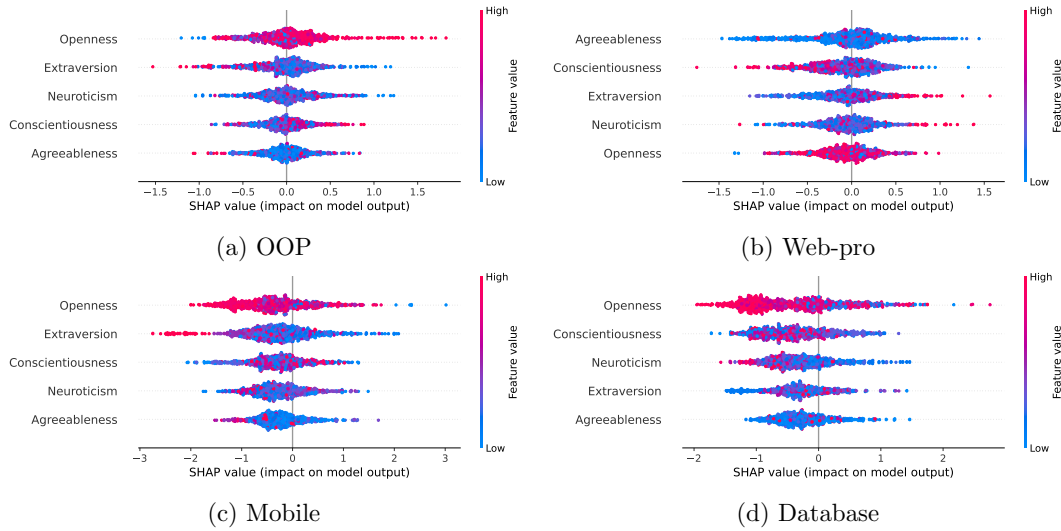 Openness
Extraversion
Neuroticism
Conscientiousness
Agreeableness
−1.5 −1.0 −0.5 0.0 0.5 1.0 1.5
SHAP value (impact on model output)
High
Feature value
Low
(a) OOP
Agreeableness
Conscientiousness
Extraversion
Neuroticism
Openness
−1.5 −1.0 −0.5 0.0 0.5 1.0 1.5
SHAP value (impact on model output)
High
Feature value
Low
(b) Web-pro
Openness
Extraversion
Conscientiousness
Neuroticism
Agreeableness
−3 −2 −1 0 1 2 3
SHAP value (impact on model output)
High
Feature value
Low
(c) Mobile
Openness
Conscientiousness
Neuroticism
Extraversion
Agreeableness
−2 −1 0 1 2
SHAP value (impact on model output)
High
Feature value
Low
(d) Database